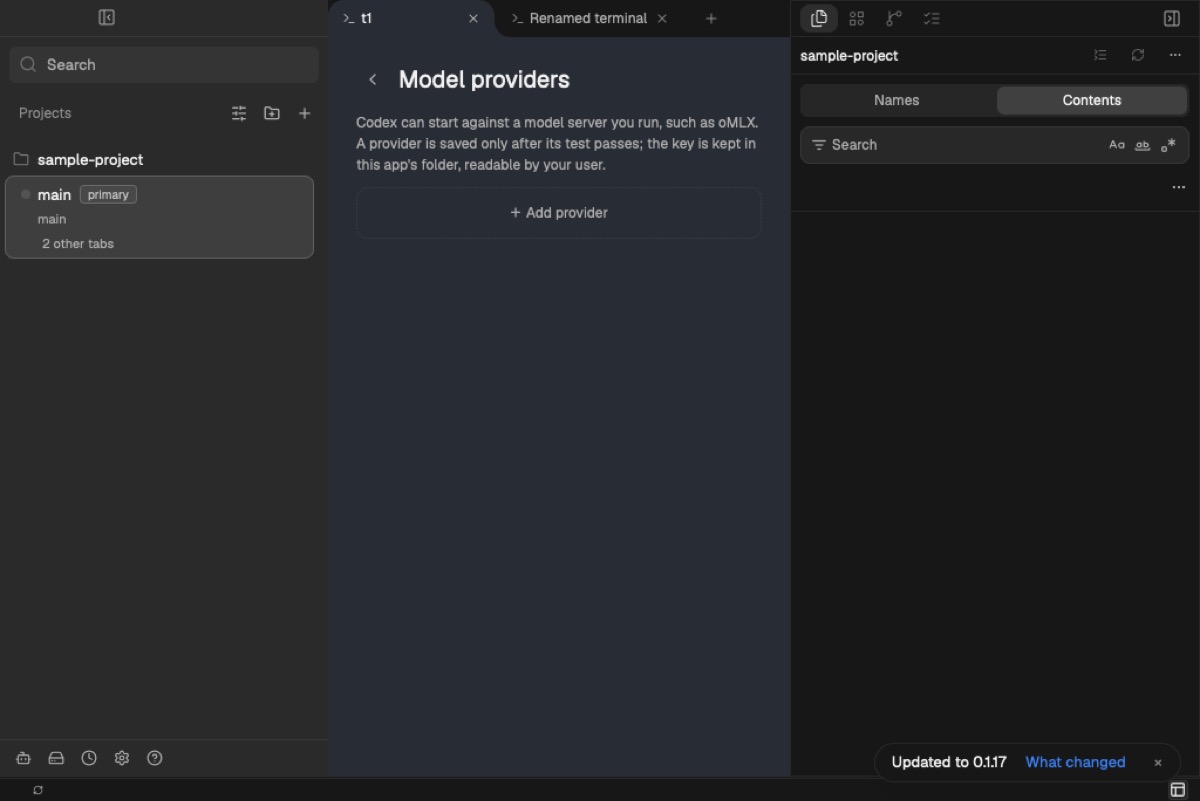 Search
Projects
sample-project
main primary
main
2 other tabs
t1
Renamed terminal
Model providers
Codex can start against a model server you run, such as oMLX.
A provider is saved only after its test passes; the key is kept in
this app's folder, readable by your user.
+ Add provider
sample-project
Names
Contents
Search
Aa
ab
Updated to 0.1.17 What changed